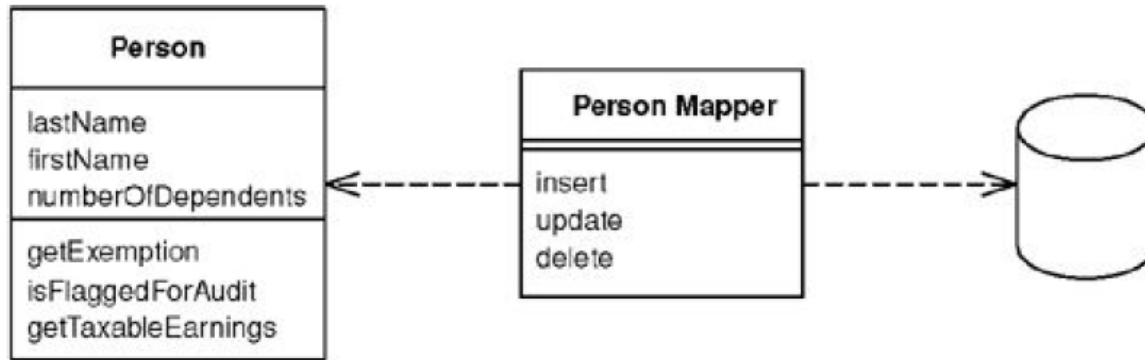 Person
lastName
firstName
numberOfDependents
getExemption
isFlaggedForAudit
getTaxableEarnings
Person Mapper
insert
update
delete